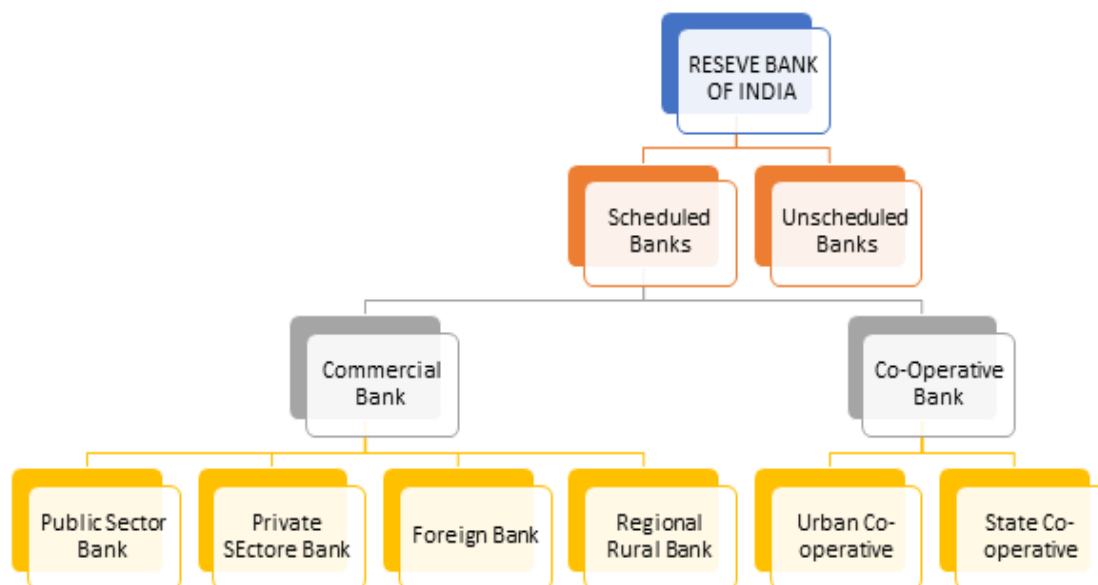 RESEVE BANK
OF INDIA
Scheduled
Banks
Unscheduled
Banks
Commercial
Bank
Co-Operative
Bank
Public Sector
Bank
Private
SEctore Bank
Foreign Bank
Regional
Rural Bank
Urban Co-
operative
State Co-
operative